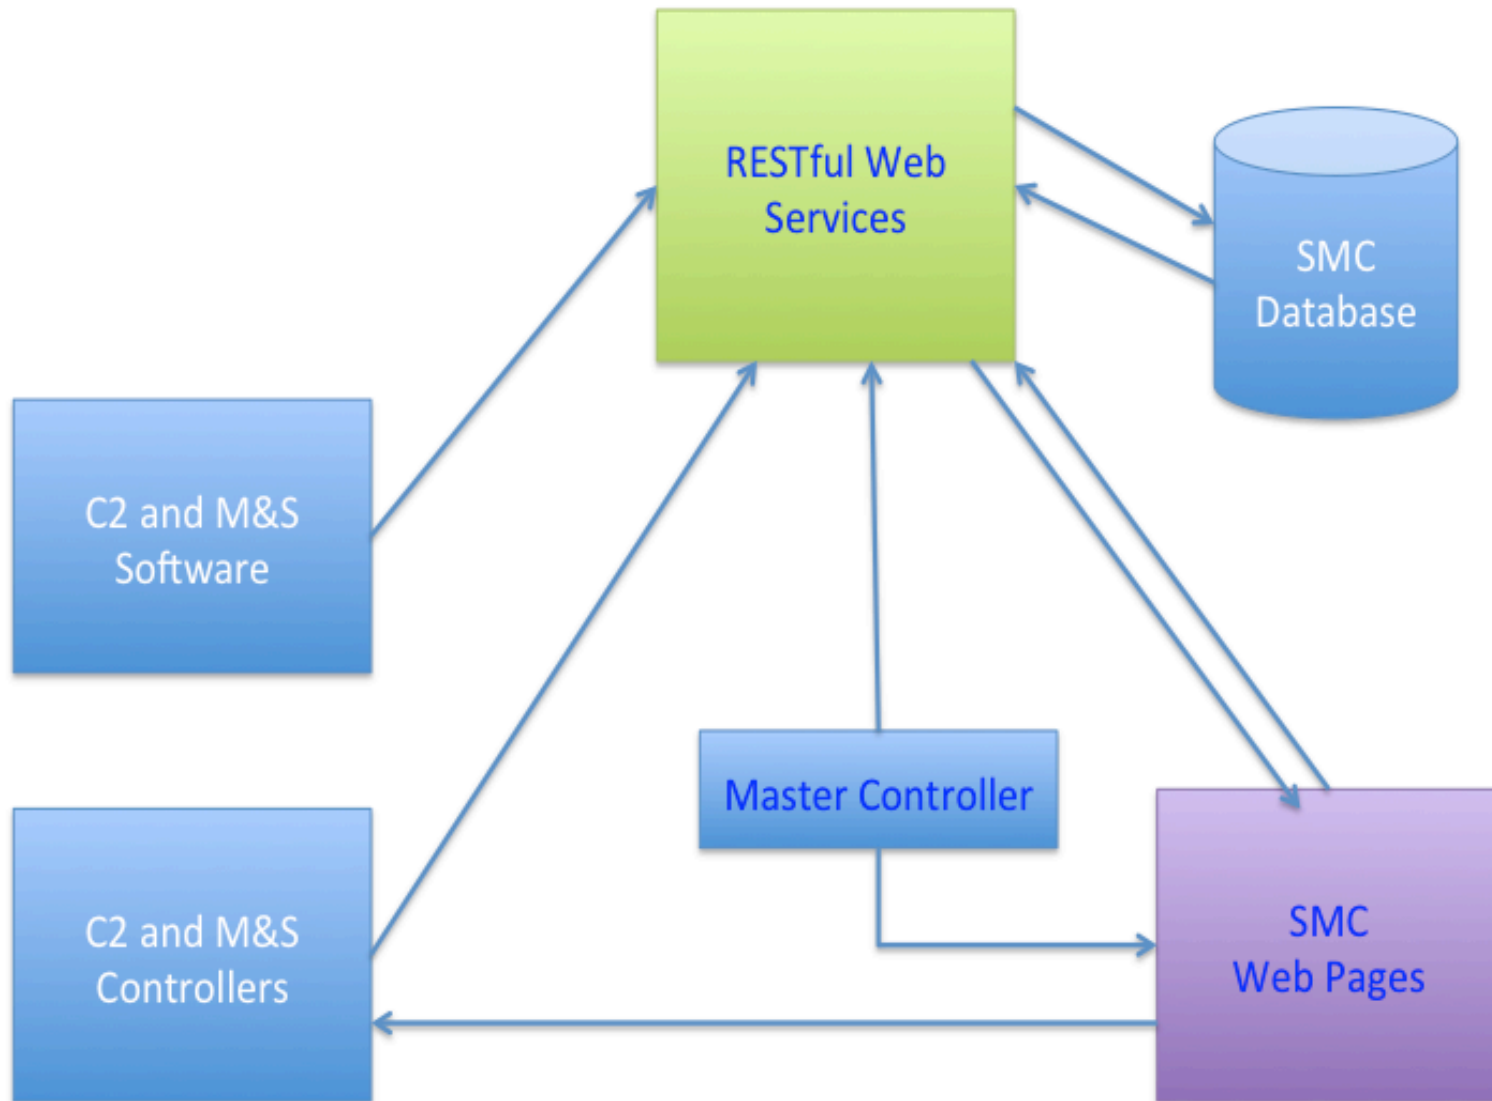 RESTful Web
Services
SMC
Database
C2 and M&S
Software
Master Controller
C2 and M&S
Controllers
SMC
Web Pages